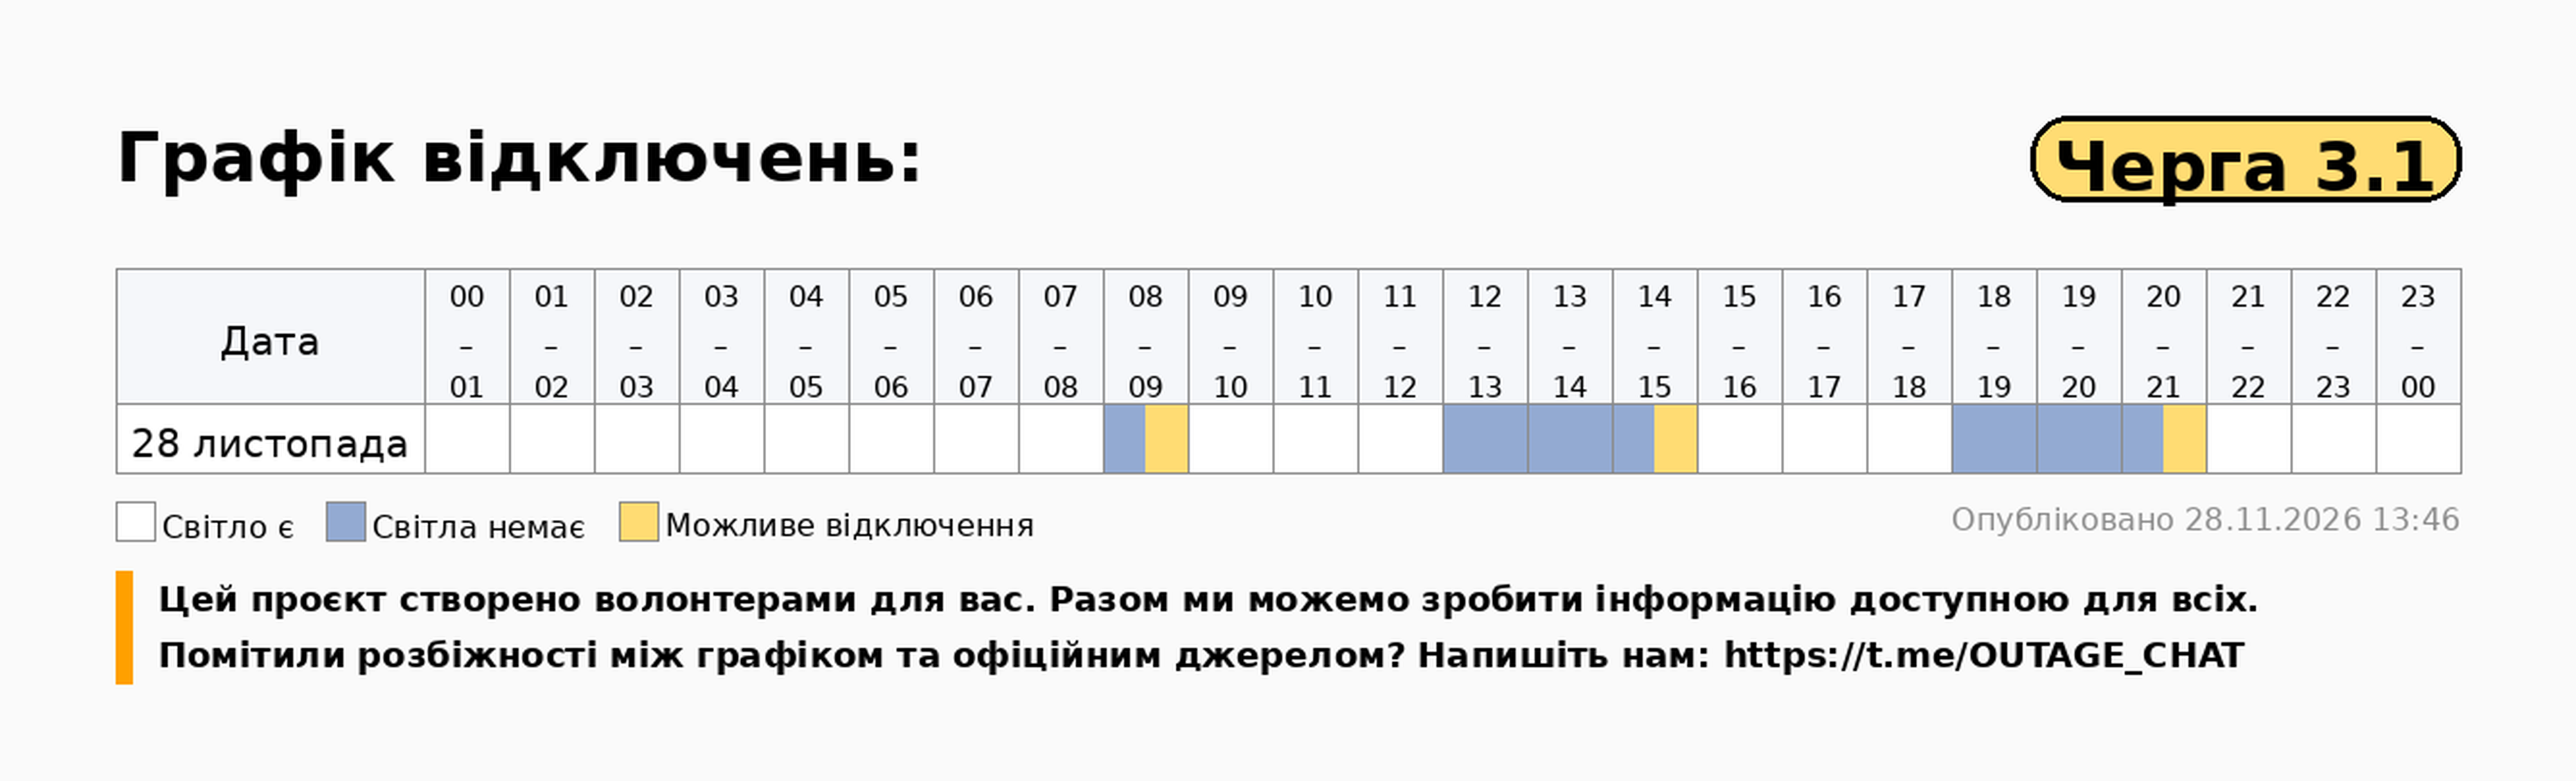 Графік відключень:
Черга 3.1
Дата
00 – 01
01 – 02
02 – 03
03 – 04
04 – 05
05 – 06
06 – 07
07 – 08
08 – 09
09 – 10
10 – 11
11 – 12
12 – 13
13 – 14
14 – 15
15 – 16
16 – 17
17 – 18
18 – 19
19 – 20
20 – 21
21 – 22
22 – 23
23 – 00
28 листопада
Світло є
Світла немає
Можливе відключення
Опубліковано 28.11.2026 13:46
Цей проєкт створено волонтерами для вас. Разом ми можемо зробити інформацію доступною для всіх.
Помітили розбіжності між графіком та офіційним джерелом? Напишіть нам: https://t.me/OUTAGE_CHAT